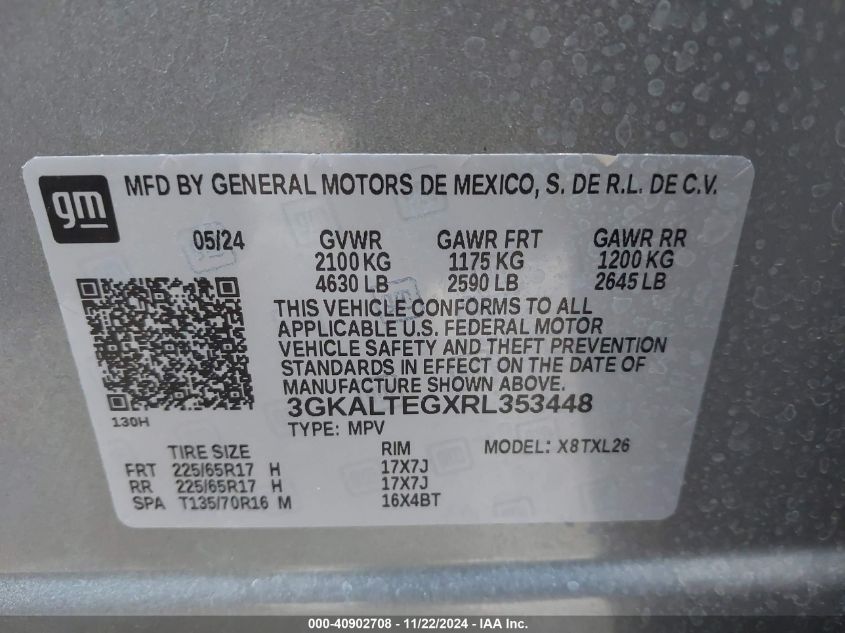 gm
MFD BY GENERAL MOTORS DE MEXICO, S. DE R.L. DE C.V.
05/24 GVWR GAWR FRT GAWR RR
2100 KG 1175 KG 1200 KG
4630 LB 2590 LB 2645 LB
THIS VEHICLE CONFORMS TO ALL
APPLICABLE U.S. FEDERAL MOTOR
VEHICLE SAFETY AND THEFT PREVENTION
STANDARDS IN EFFECT ON THE DATE OF
MANUFACTURE SHOWN ABOVE.
3GKALTEGXRL353448
130H
TYPE: MPV
TIRE SIZE RIM MODEL: X8TXL26
FRT 225/65R17 H 17X7J
RR 225/65R17 H 17X7J
SPA T135/70R16 M 16X4BT
000-40902708 - 11/22/2024 - IAA Inc.